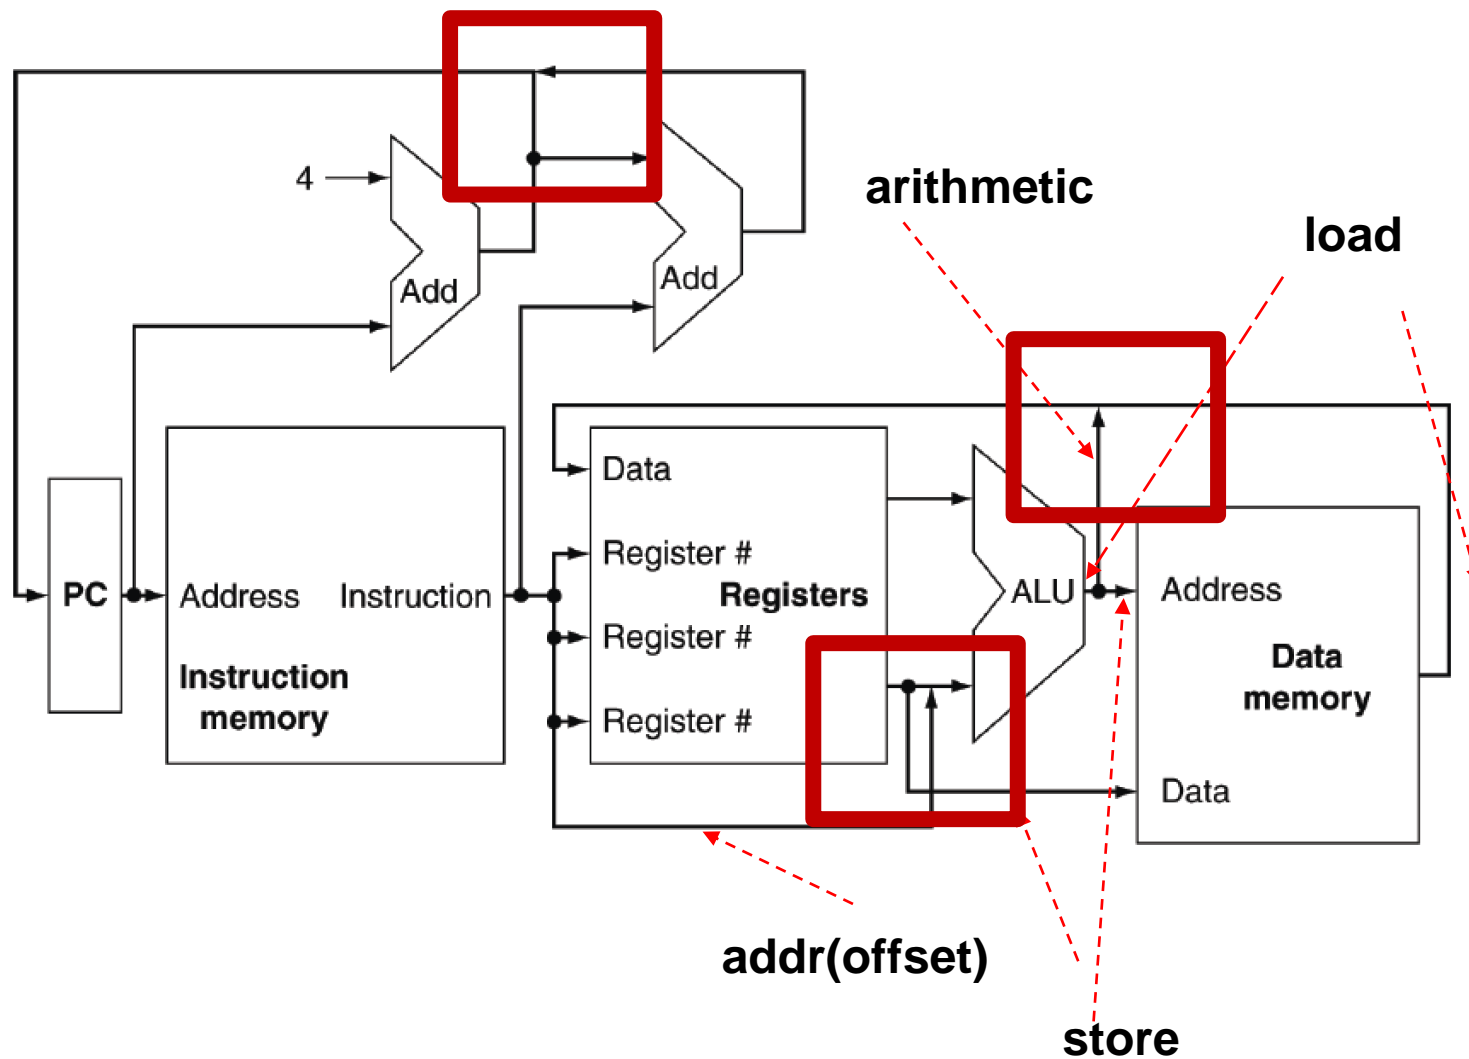 arithmetic
load
4
Add
Add
Data
Register #
PC
Address
Instruction
Registers
ALU
Address
Register #
Instruction
memory
Data
memory
Register #
Data
addr(offset)
store